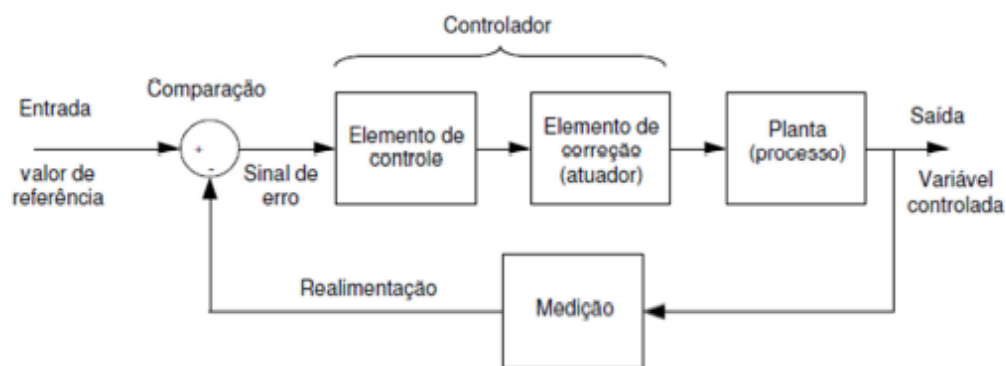 Controlador
Comparação
Entrada
valor de
referência
+
-
Sinal de
erro
Elemento de
controle
Elemento de
correção
(atuador)
Planta
(processo)
Saída
Variável
controlada
Realimentação
Medição